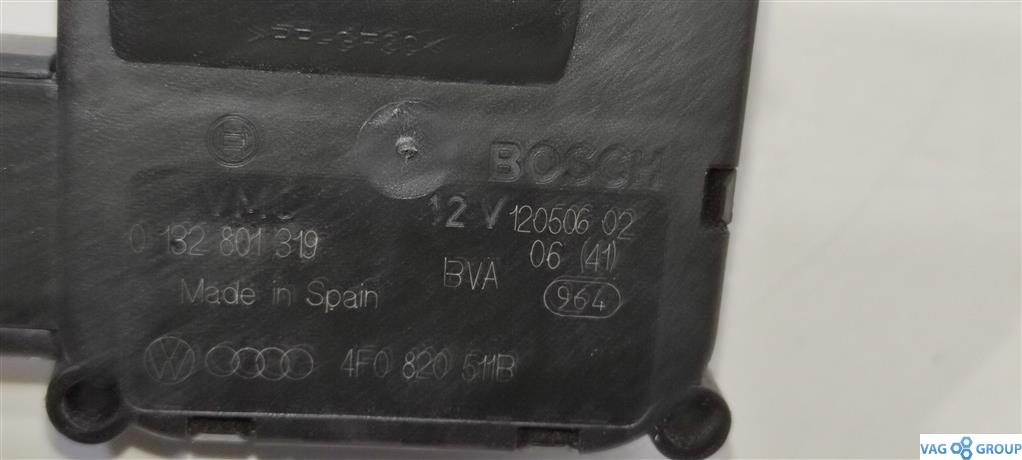 BOSCH
12 V 120506 02
0 132 801 319
06 (41)
BVA
Made in Spain
964
4F0 820 511B
VAG GROUP